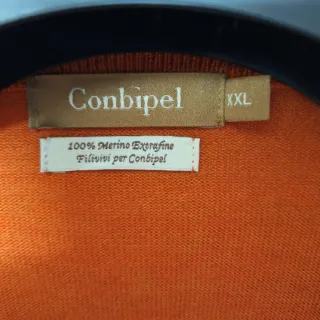 Conbipel
XXL
100% Merino Extrafine
Filivivi per Conbipel